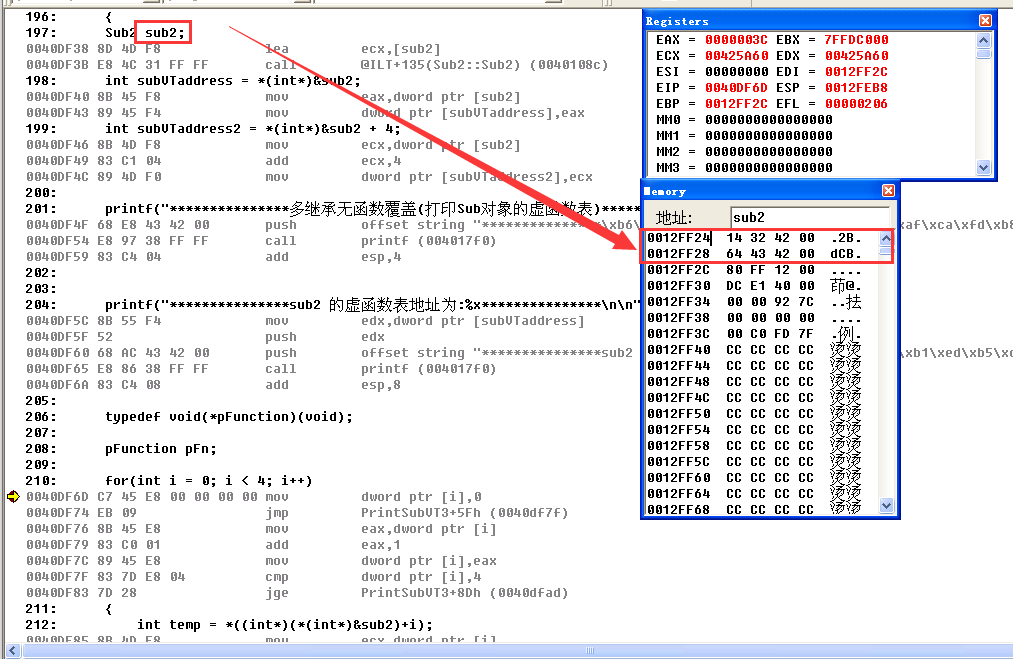 196:      {
197:      Sub2 sub2;
0040DF38 8D 4D F8             lea         ecx,[sub2]
0040DF3B E8 4C 31 FF FF       call        @ILT+135(Sub2::Sub2) (0040108c)
198:      int subVTaddress = *(int*)&sub2;
0040DF40 8B 45 F8             mov         eax,dword ptr [sub2]
0040DF43 89 45 F4             mov         dword ptr [subVTaddress],eax
199:      int subVTaddress2 = *(int*)&sub2 + 4;
0040DF46 8B 4D F8             mov         ecx,dword ptr [sub2]
0040DF49 83 C1 04             add         ecx,4
0040DF4C 89 4D F0             mov         dword ptr [subVTaddress2],ecx
200:
201:      printf("***************多继承无函数覆盖(打印Sub对象的虚函数表)*****
0040DF4F 68 E8 43 42 00       push        offset string "***************\xb6\ xaf\xca\xfd\xb8
0040DF54 E8 97 38 FF FF       call        printf (004017f0)
0040DF59 83 C4 04             add         esp,4
202:
203:
204:      printf("***************sub2 的虚函数表地址为:%x***************\n\n"
0040DF5C 8B 55 F4             mov         edx,dword ptr [subVTaddress]
0040DF5F 52                   push        edx
0040DF60 68 AC 43 42 00       push        offset string "***************sub2 \xb1\xed\xb5\xc
0040DF65 E8 86 38 FF FF       call        printf (004017f0)
0040DF6A 83 C4 08             add         esp,8
205:
206:      typedef void(*pFunction)(void);
207:
208:      pFunction pFn;
209:
210:      for(int i = 0; i < 4; i++)
0040DF6D C7 45 E8 00 00 00 00 mov         dword ptr [i],0
0040DF74 EB 09                jmp         PrintSubVT3+5Fh (0040df7f)
0040DF76 8B 45 E8             mov         eax,dword ptr [i]
0040DF79 83 C0 01             add         eax,1
0040DF7C 89 45 E8             mov         dword ptr [i],eax
0040DF7F 83 7D E8 04          cmp         dword ptr [i],4
0040DF83 7D 28                jge         PrintSubVT3+8Dh (0040dfad)
211:      {
212:          int temp = *((int*)(*(int*)&sub2)+i);
0040DF85 8B 4D E8             mov         ecx,dword ptr [i]
Registers
EAX = 0000003C EBX = 7FFDC000
ECX = 00425A60 EDX = 00425A60
ESI = 00000000 EDI = 0012FF2C
EIP = 0040DF6D ESP = 0012FEB8
EBP = 0012FF2C EFL = 00000206
MM0 = 0000000000000000
MM1 = 0000000000000000
MM2 = 0000000000000000
MM3 = 0000000000000000
Memory
地址: sub2
0012FF24  14 32 42 00  .2B.
0012FF28  64 43 42 00  dCB.
0012FF2C  80 FF 12 00  ....
0012FF30  DC E1 40 00  @.
0012FF34  00 00 92 7C  ..抾
0012FF38  00 00 00 00  ....
0012FF3C  00 C0 FD 7F  .例.
0012FF40  CC CC CC CC  烫烫
0012FF44  CC CC CC CC  烫烫
0012FF48  CC CC CC CC  烫烫
0012FF4C  CC CC CC CC  烫烫
0012FF50  CC CC CC CC  烫烫
0012FF54  CC CC CC CC  烫烫
0012FF58  CC CC CC CC  烫烫
0012FF5C  CC CC CC CC  烫烫
0012FF60  CC CC CC CC  烫烫
0012FF64  CC CC CC CC  烫烫
0012FF68  CC CC CC CC  烫烫